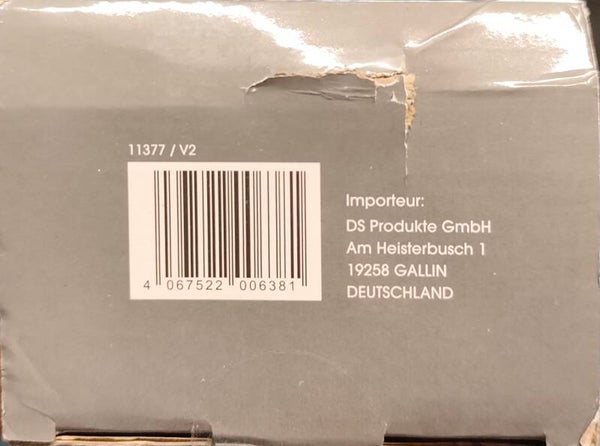 11377 / V2
4 067522 006381
Importeur:
DS Produkte GmbH
Am Heisterbusch 1
19258 GALLIN
DEUTSCHLAND